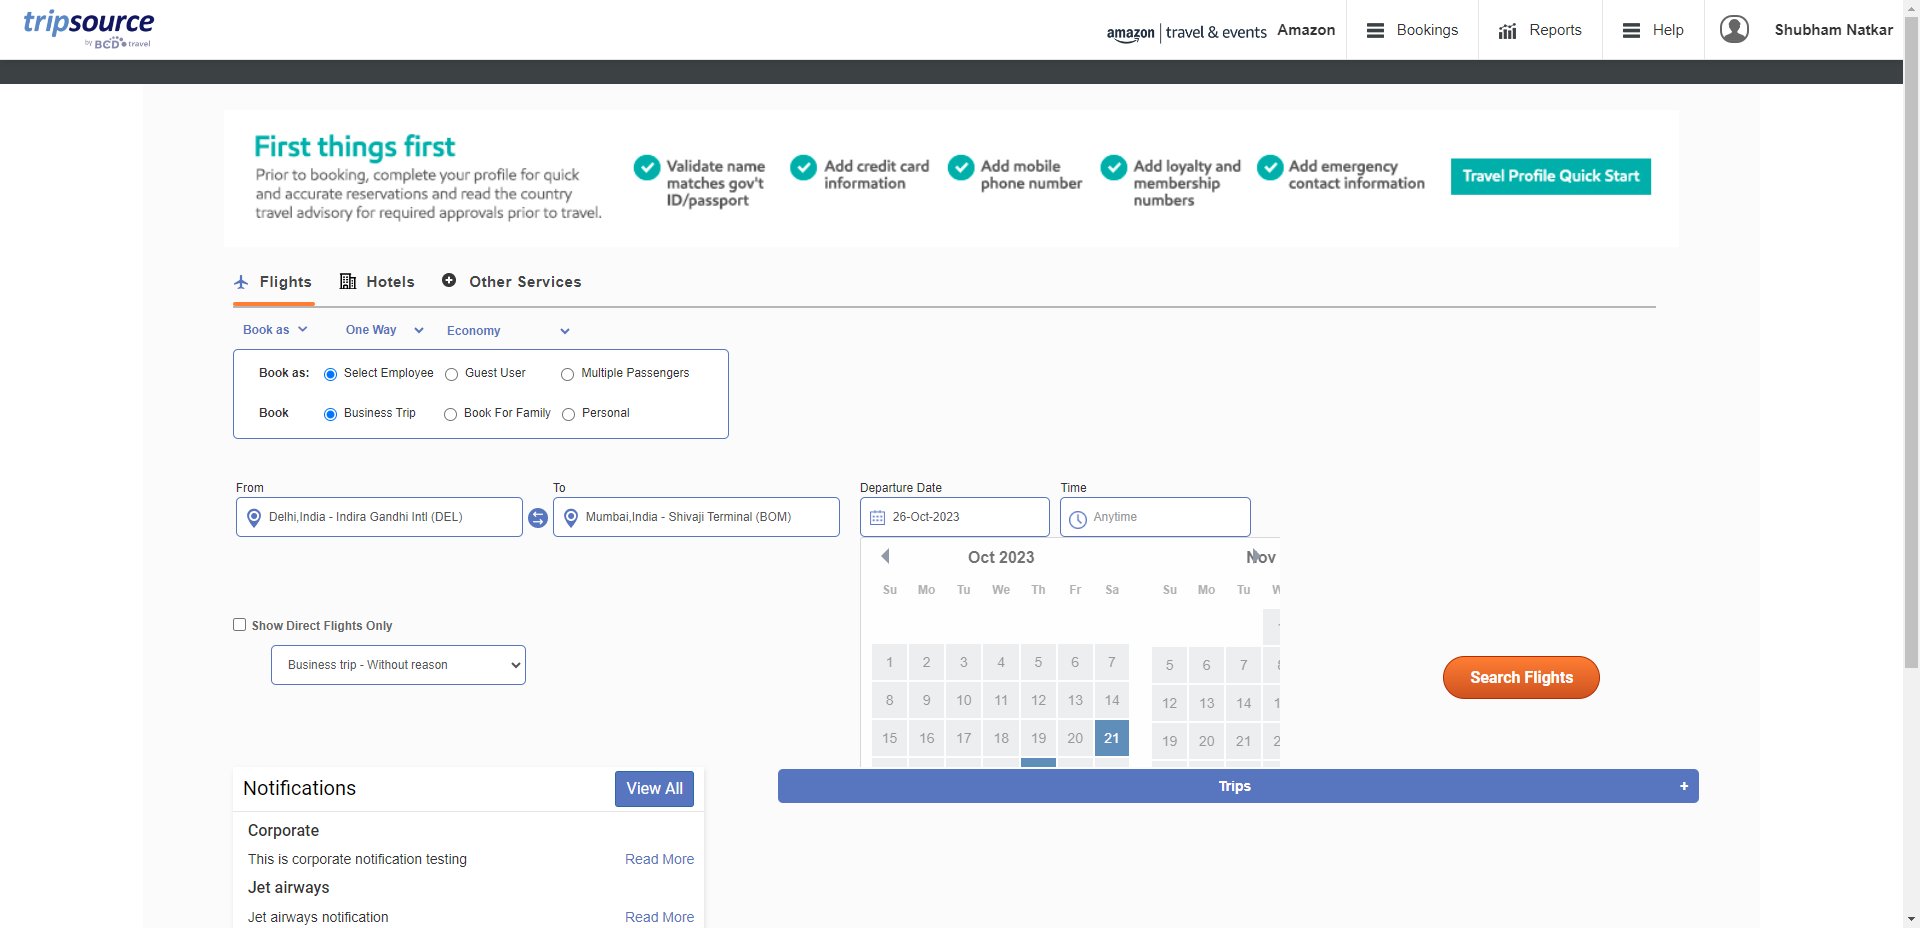 tripsource
by BCD travel
amazon | travel & events
Amazon
Bookings
Reports
Help
Shubham Natkar
First things first
Prior to booking, complete your profile for quick
and accurate reservations and read the country
travel advisory for required approvals prior to travel.
Validate name
matches gov't
ID/passport
Add credit card
information
Add mobile
phone number
Add loyalty and
membership
numbers
Add emergency
contact information
Travel Profile Quick Start
Flights
Hotels
Other Services
Book as
One Way
Economy
Book as: Select Employee Guest User Multiple Passengers
Book Business Trip Book For Family Personal
From
Delhi,India - Indira Gandhi Intl (DEL)
To
Mumbai,India - Shivaji Terminal (BOM)
Departure Date
26-Oct-2023
Time
Anytime
Oct 2023
Su Mo Tu We Th Fr Sa
1 2 3 4 5 6 7
8 9 10 11 12 13 14
15 16 17 18 19 20 21
Nov
Su Mo Tu
5 6 7
12 13 14
19 20 21
Show Direct Flights Only
Business trip - Without reason
Search Flights
Notifications
View All
Corporate
This is corporate notification testing
Read More
Jet airways
Jet airways notification
Read More
Trips +